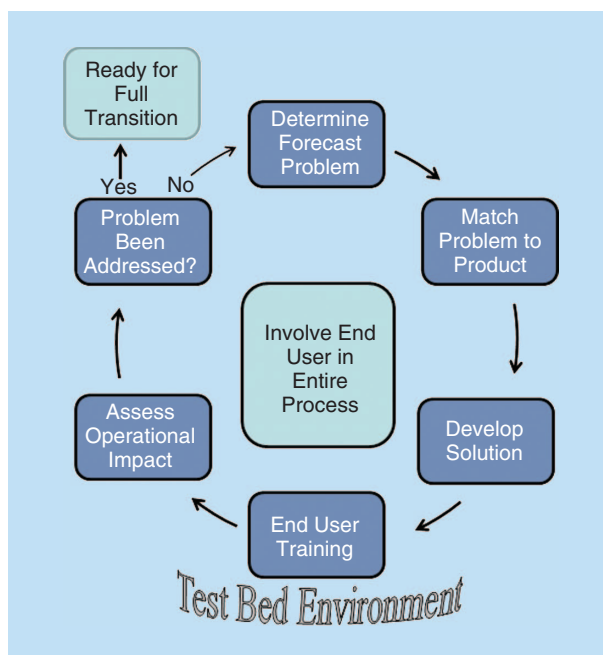 Ready for
Full
Transition
Yes
No
Determine
Forecast
Problem
Match
Problem to
Product
Develop
Solution
End User
Training
Assess
Operational
Impact
Problem
Been
Addressed?
Involve End
User in
Entire
Process
Test Bed Environment